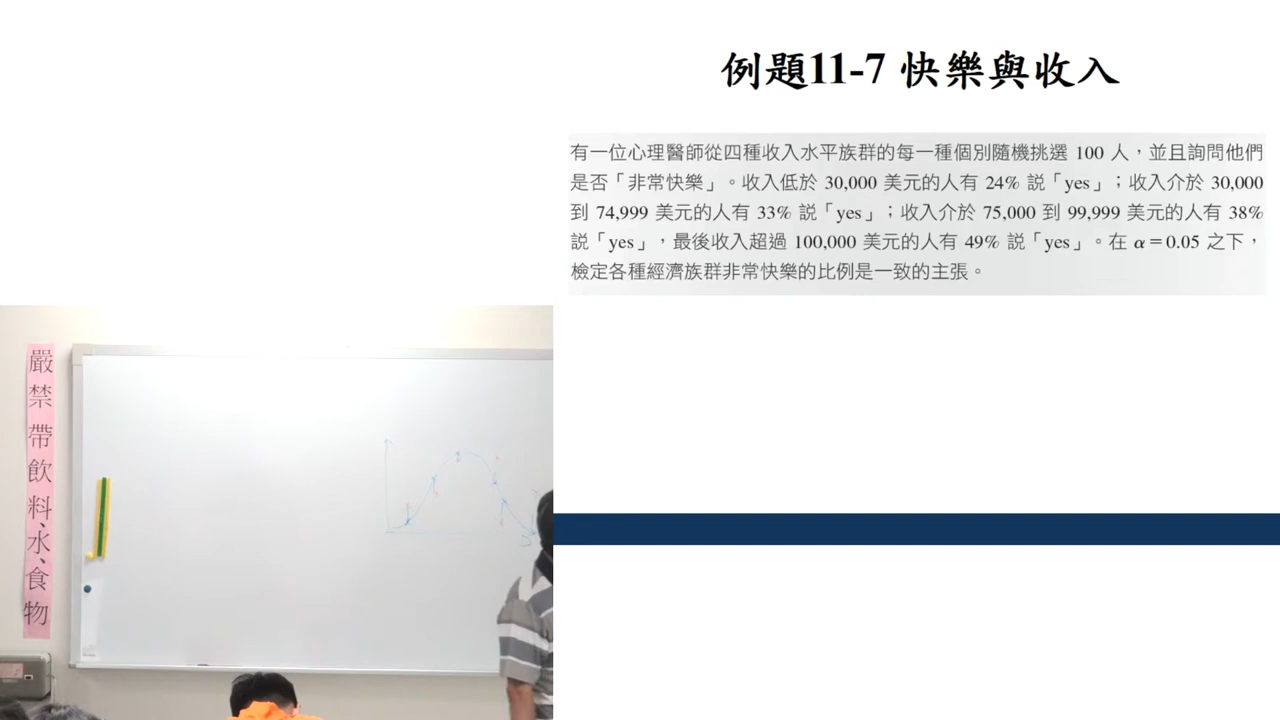 例題11-7 快樂與收入
有一位心理醫師從四種收入水平族群的每一種個別隨機挑選 100 人，並且詢問他們
是否「非常快樂」。收入低於 30,000 美元的人有 24% 説「yes」；收入介於 30,000
到 74,999 美元的人有 33% 説「yes」；收入介於 75,000 到 99,999 美元的人有 38%
説「yes」，最後收入超過 100,000 美元的人有 49% 説「yes」。在 α＝0.05 之下，
檢定各種經濟族群非常快樂的比例是一致的主張。
嚴禁帶飲料、水、食物